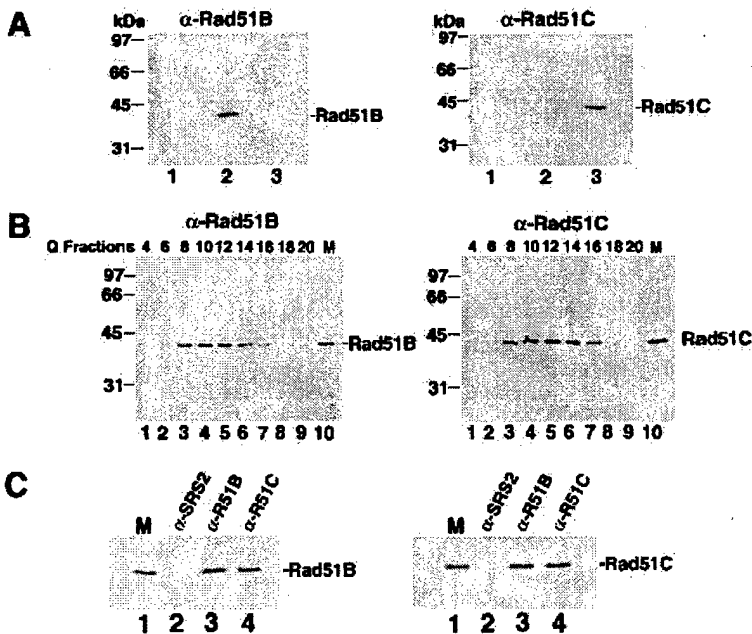 A
kDa α-Rad51B
97
66
45
31
-Rad51B
1 2 3
kDa α-Rad51C
97
66
45
31
-Rad51C
1 2 3
B
α-Rad51B
Q Fractions 4 6 8 10 12 14 16 18 20 M
97
66
45
31
-Rad51B
1 2 3 4 5 6 7 8 9 10
α-Rad51C
4 6 8 10 12 14 16 18 20 M
97
66
45
31
Rad51C
1 2 3 4 5 6 7 8 9 10
C
M α-SRS2 α-R51B α-R51C
-Rad51B
1 2 3 4
M α-SRS2 α-R51B α-R51C
-Rad51C
1 2 3 4